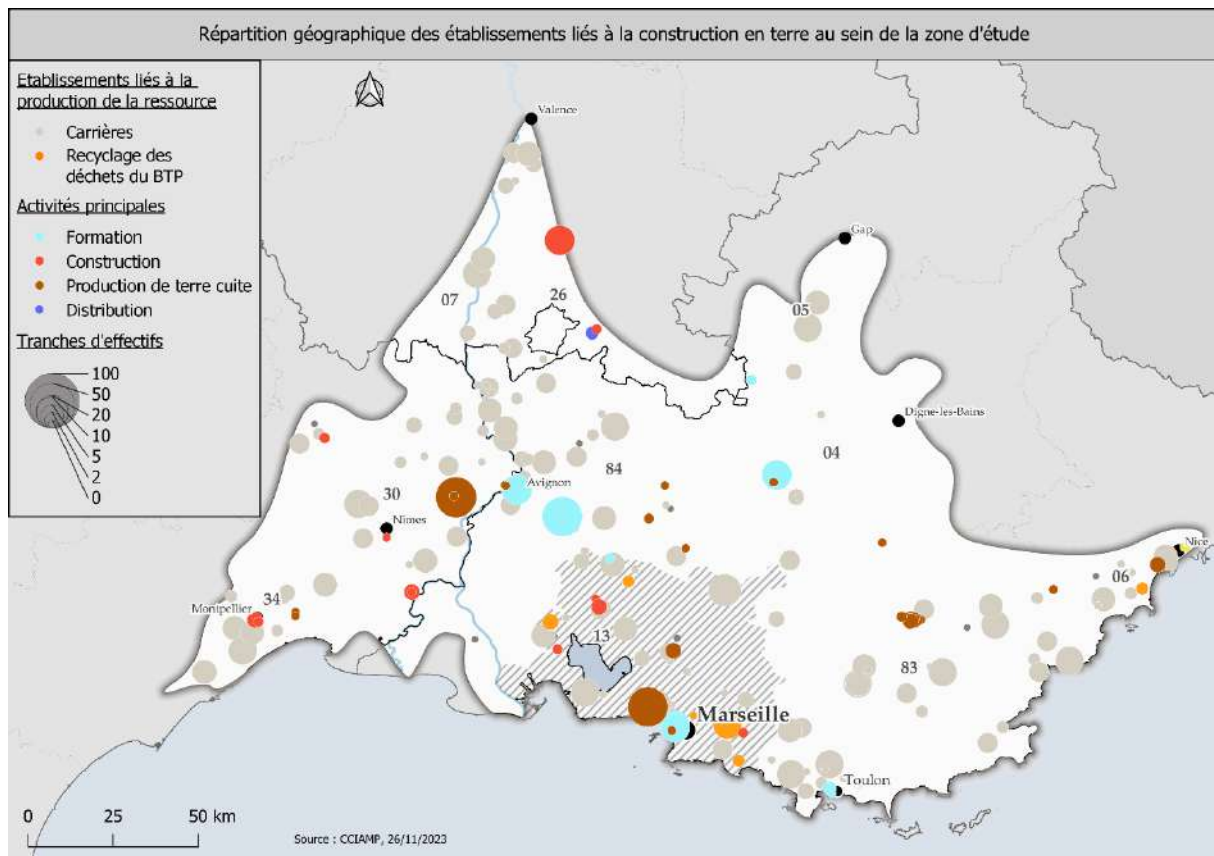 Répartition géographique des établissements liés à la construction en terre au sein de la zone d'étude
Etablissements liés à la
production de la ressource
Carrières
Recyclage des
déchets du BTP
Activités principales
Formation
Construction
Production de terre cuite
Distribution
Tranches d'effectifs
100
50
20
10
5
2
0
Valence
Gap
07
26
05
Digne-les-Bains
84
04
30
Avignon
Nimes
Nice
06
34
Montpellier
13
83
Marseille
Toulon
0 25 50 km
Source : CCIAMP, 26/11/2023